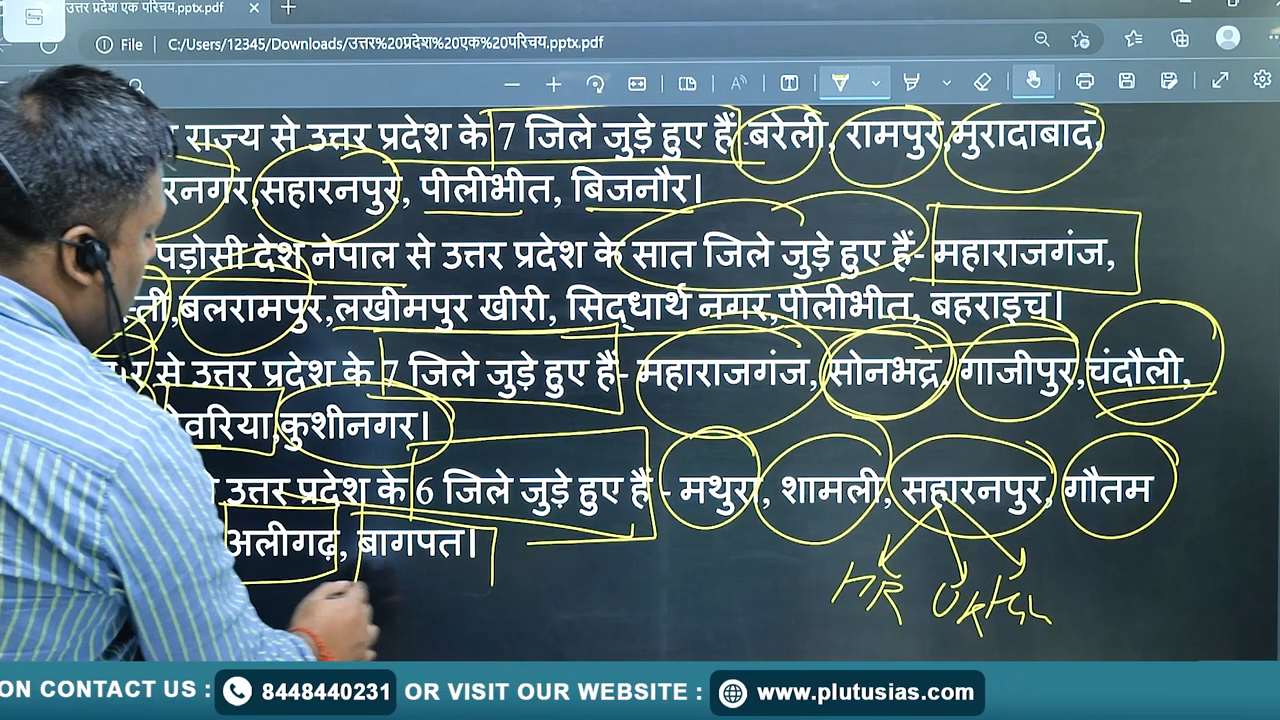 उत्तर प्रदेश एक परिचय.pptx.pdf
File C:/Users/12345/Downloads/उत्तर%20प्रदेश%20एक%20परिचय.pptx.pdf
राज्य से उत्तर प्रदेश के 7 जिले जुड़े हुए हैं-बरेली, रामपुर,मुरादाबाद,
रनगर,सहारनपुर, पीलीभीत, बिजनौर।
पड़ोसी देश नेपाल से उत्तर प्रदेश के सात जिले जुड़े हुए हैं- महाराजगंज,
बलरामपुर,लखीमपुर खीरी, सिद्धार्थ नगर,पीलीभीत, बहराइच।
से उत्तर प्रदेश के 7 जिले जुड़े हुए हैं- महाराजगंज, सोनभद्र, गाजीपुर,चंदौली,
वरिया,कुशीनगर।
उत्तर प्रदेश के 6 जिले जुड़े हुए हैं - मथुरा, शामली, सहारनपुर, गौतम
अलीगढ़, बागपत।
HR UK
ON CONTACT US : 8448440231 OR VISIT OUR WEBSITE : www.plutusias.com